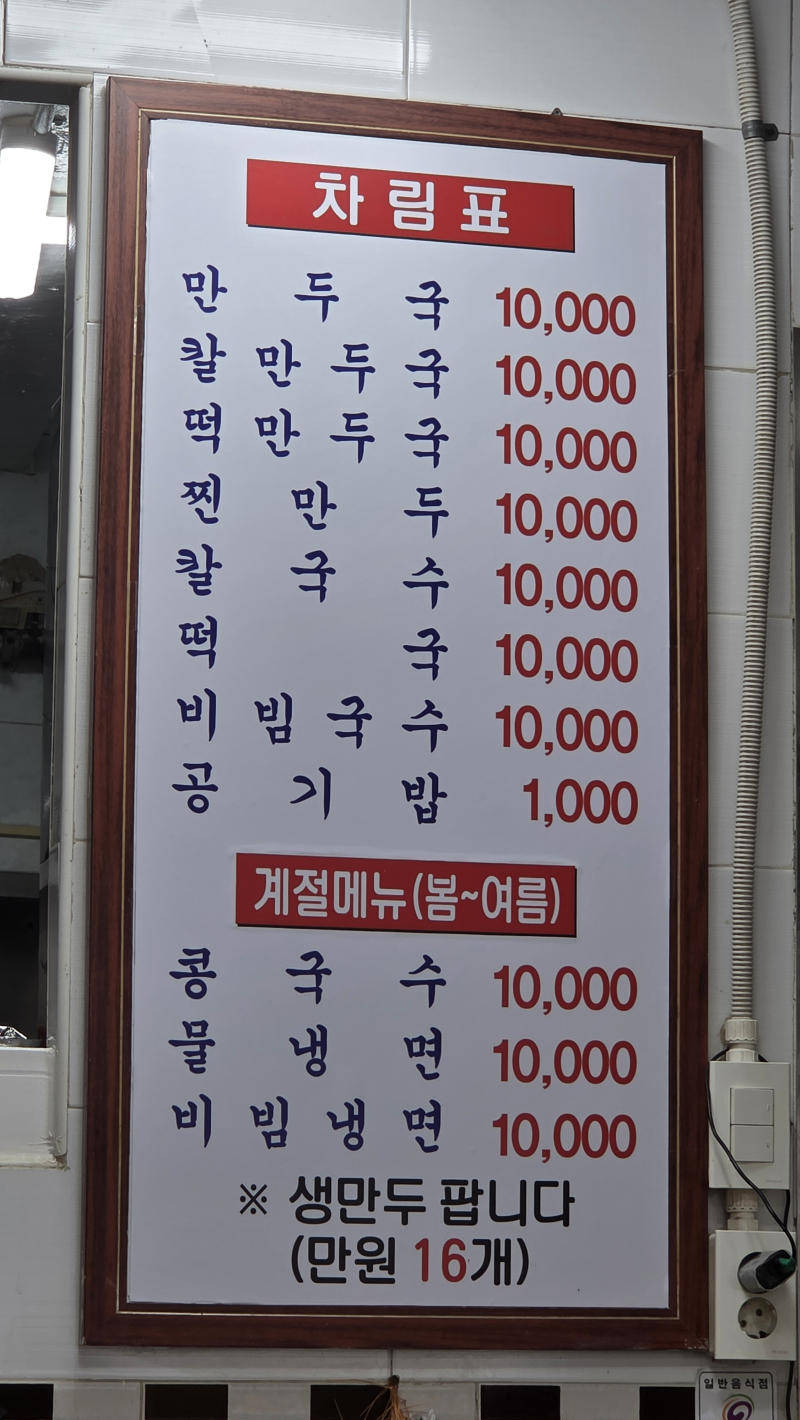 차림표
만두국 10,000
칼만두국 10,000
떡만두국 10,000
찐만두 10,000
칼국수 10,000
떡국 10,000
비빔국수 10,000
공기밥 1,000
계절메뉴(봄~여름)
콩국수 10,000
물냉면 10,000
비빔냉면 10,000
※ 생만두 팝니다
(만원 16개)
일반음식점